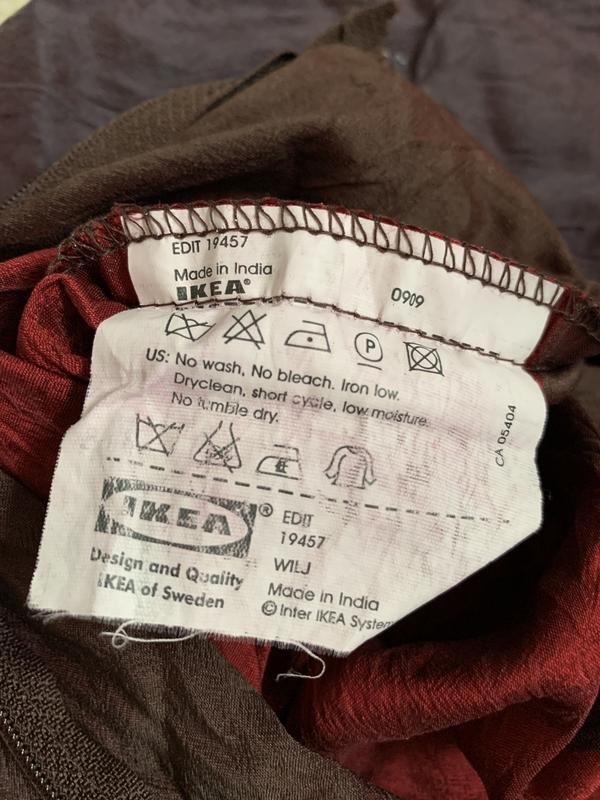 EDIT 19457
Made in India
IKEA®
0909
P
US: No wash, No bleach. Iron low.
Dryclean, short cycle, low moisture.
No tumble dry.
CA 05404
IKEA®
Design and Quality
IKEA of Sweden
EDIT
19457
WILJ
Made in India
© Inter IKEA System